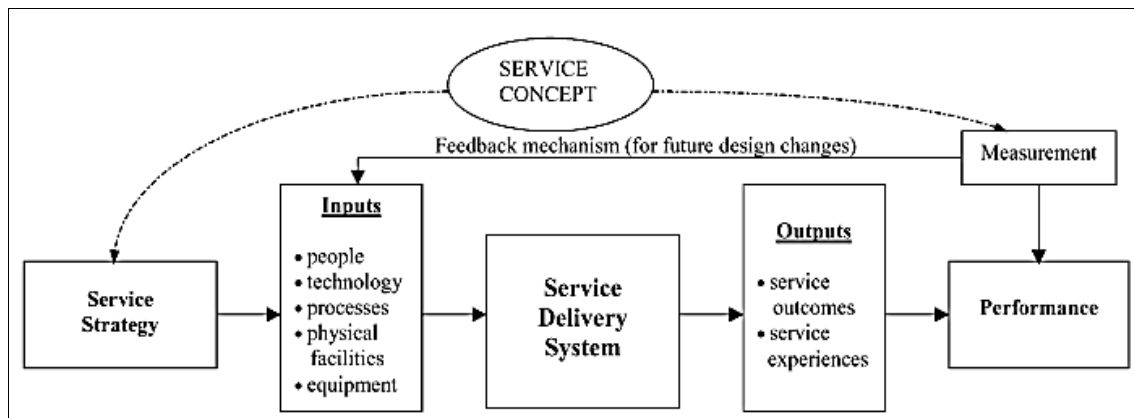 SERVICE
CONCEPT
Feedback mechanism (for future design changes)
Measurement
Inputs
• people
• technology
• processes
• physical
facilities
• equipment
Service
Strategy
Service
Delivery
System
Outputs
• service
outcomes
• service
experiences
Performance